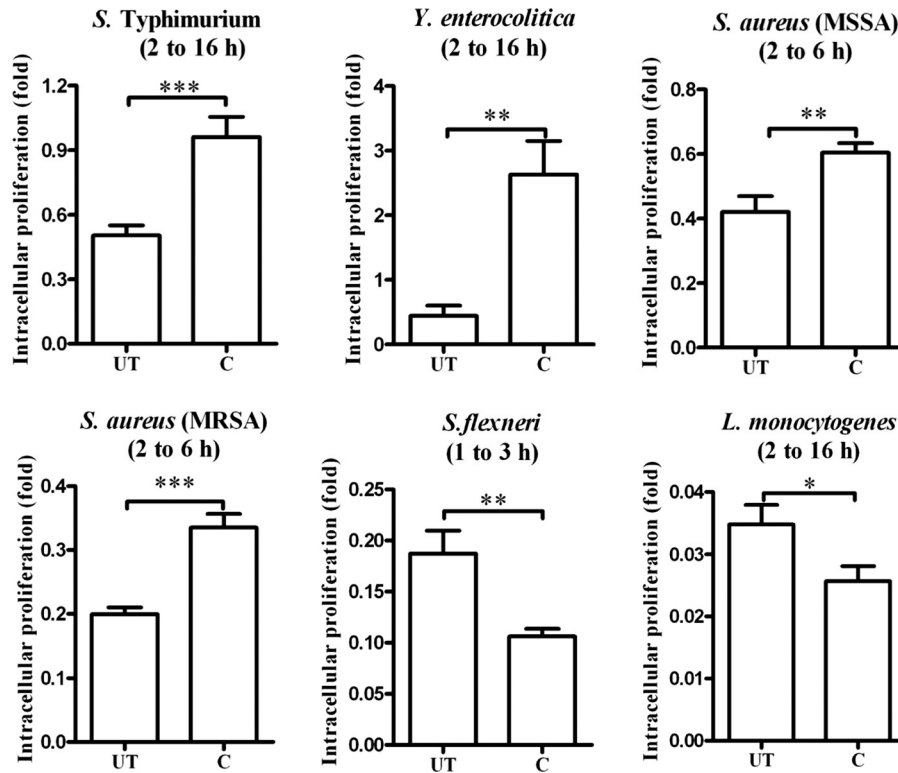 S. Typhimurium
(2 to 16 h)
Intracellular proliferation (fold)
1.2
0.9
0.6
0.3
0.0
***
UT
C
Y. enterocolitica
(2 to 16 h)
Intracellular proliferation (fold)
4
3
2
1
0
**
UT
C
S. aureus (MSSA)
(2 to 6 h)
Intracellular proliferation (fold)
0.8
0.6
0.4
0.2
0.0
**
UT
C
S. aureus (MRSA)
(2 to 6 h)
Intracellular proliferation (fold)
0.4
0.3
0.2
0.1
0.0
***
UT
C
S.flexneri
(1 to 3 h)
Intracellular proliferation (fold)
0.25
0.20
0.15
0.10
0.05
0.00
**
UT
C
L. monocytogenes
(2 to 16 h)
Intracellular proliferation (fold)
0.04
0.03
0.02
0.01
0.00
*
UT
C